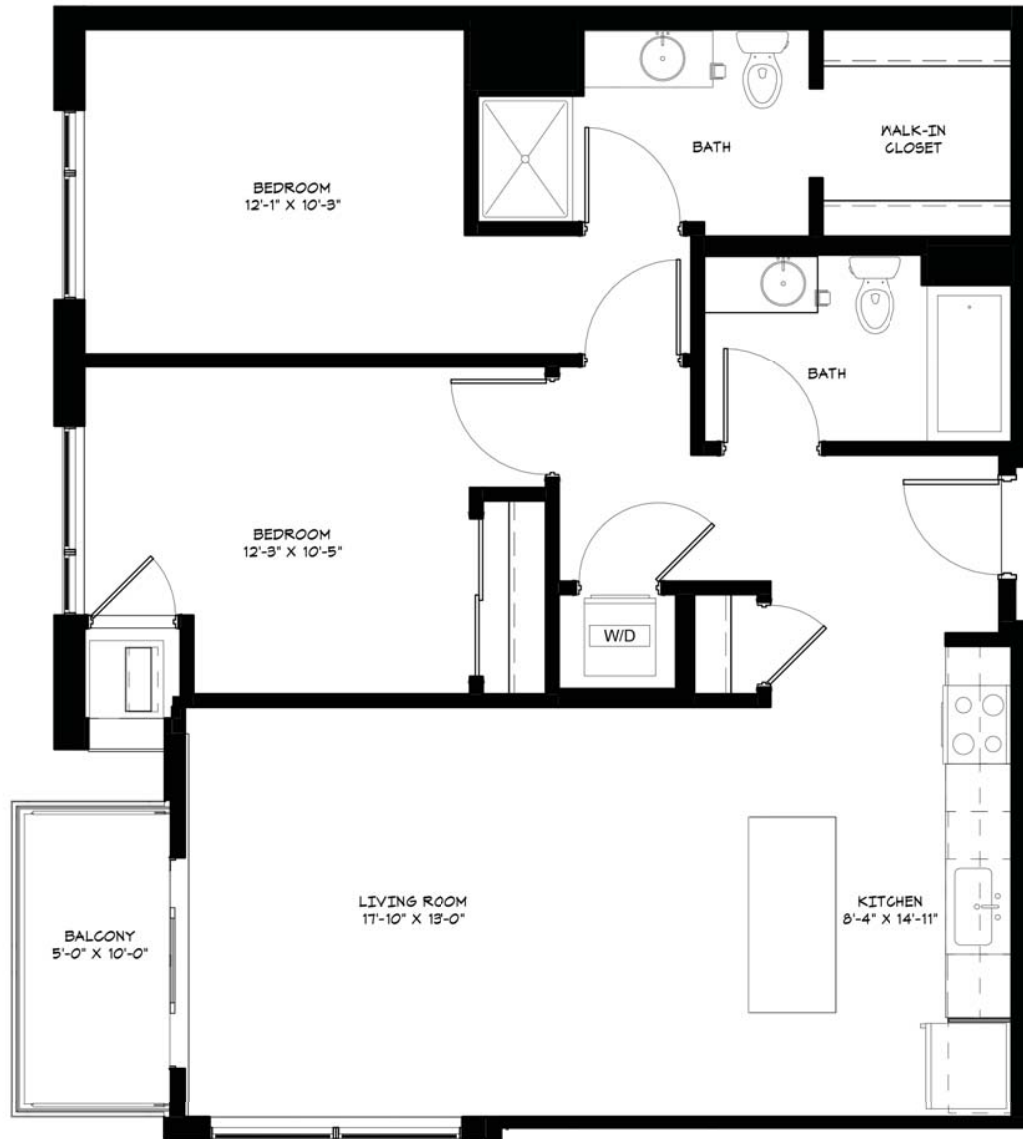 BATH
WALK-IN
CLOSET
BEDROOM
12'-1" X 10'-3"
BATH
BEDROOM
12'-3" X 10'-5"
W/D
LIVING ROOM
17'-10" X 13'-0"
KITCHEN
8'-4" X 14'-11"
BALCONY
5'-0" X 10'-0"